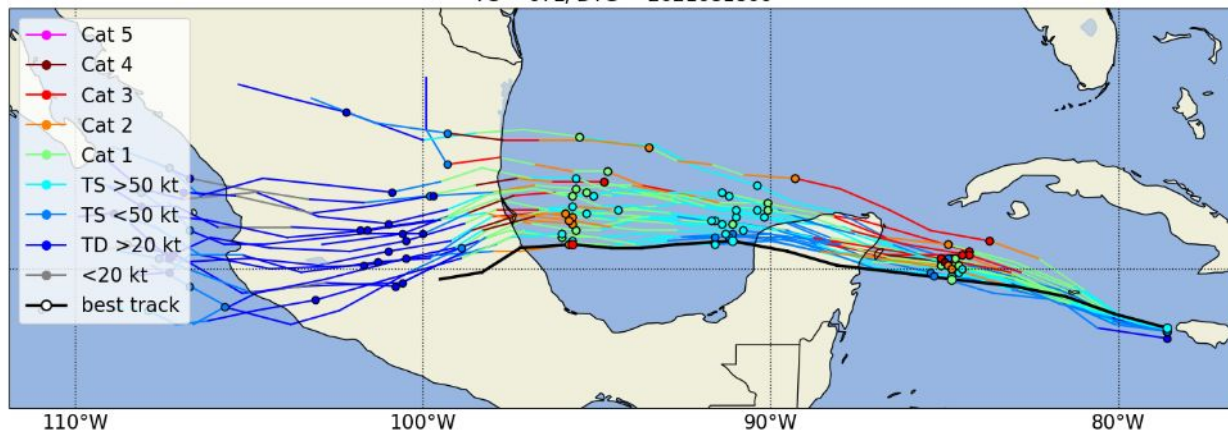 Cat 5
Cat 4
Cat 3
Cat 2
Cat 1
TS >50 kt
TS <50 kt
TD >20 kt
<20 kt
best track
110°W 100°W 90°W 80°W